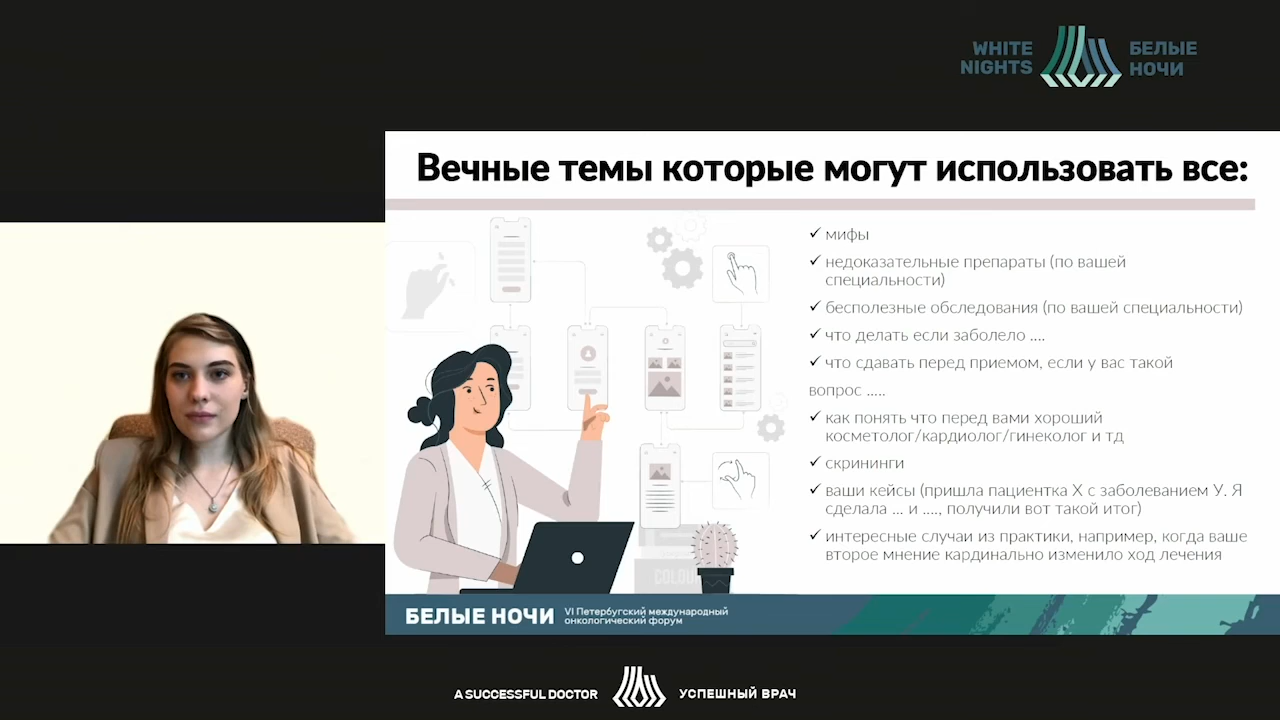 WHITE
NIGHTS
БЕЛЫЕ
НОЧИ
Вечные темы которые могут использовать все:
✓ мифы
✓ недоказательные препараты (по вашей
специальности)
✓ бесполезные обследования (по вашей специальности)
✓ что делать если заболело ....
✓ что сдавать перед приемом, если у вас такой
вопрос .....
✓ как понять что перед вами хороший
косметолог/кардиолог/гинеколог и тд
✓ скрининги
✓ ваши кейсы (пришла пациентка Х с заболеванием У. Я
сделала ... и ...., получили вот такой итог)
✓ интересные случаи из практики, например, когда ваше
второе мнение кардинально изменило ход лечения
БЕЛЫЕ НОЧИ
VI Петербугский международный
онкологический форум
A SUCCESSFUL DOCTOR
УСПЕШНЫЙ ВРАЧ